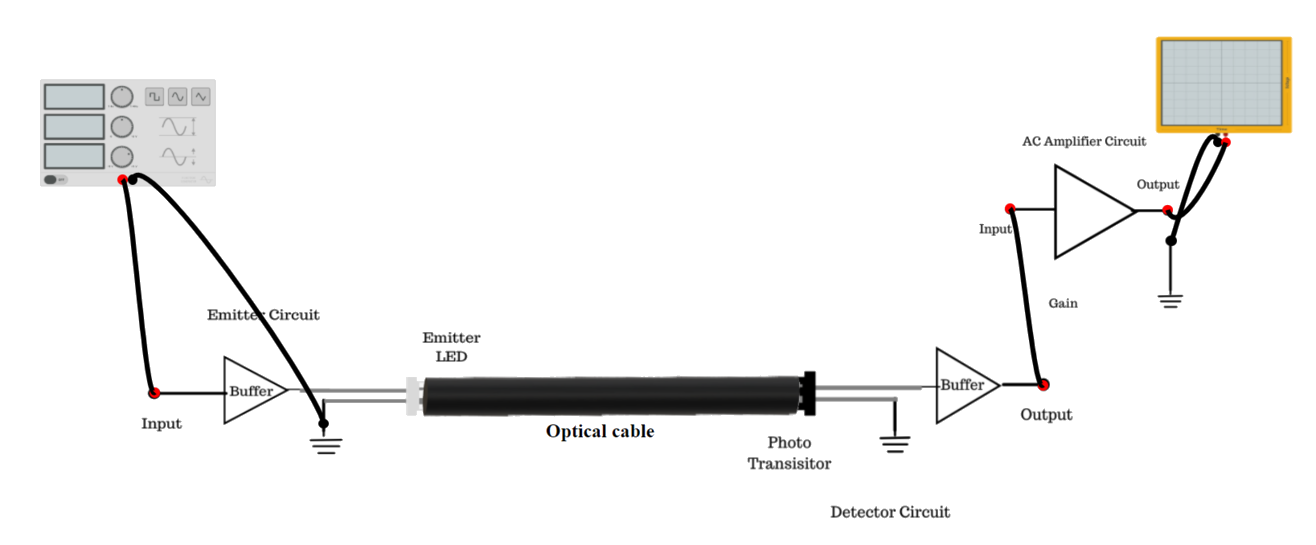 AC Amplifier Circuit
Output
Input
Gain
Emitter Circuit
Emitter
LED
Buffer
Buffer
Input
Output
Optical cable
Photo
Transisitor
Detector Circuit